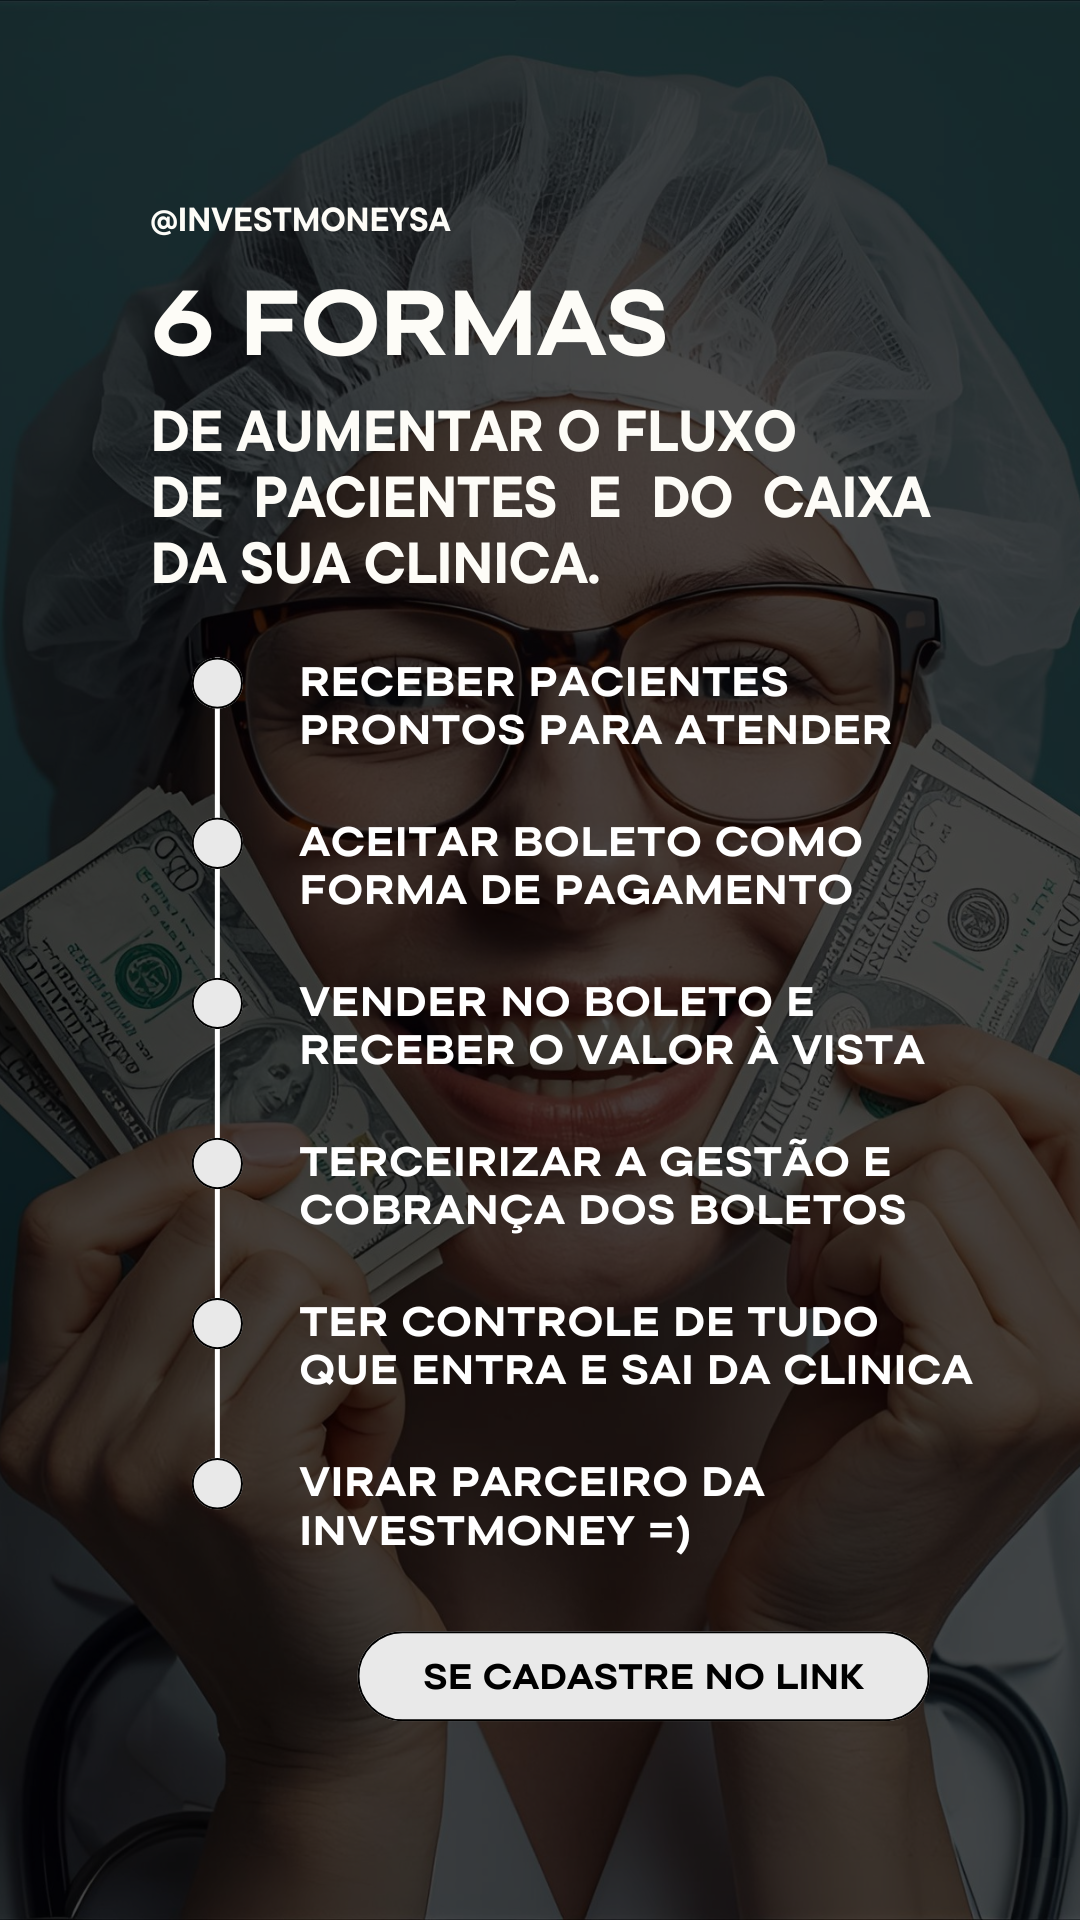 @INVESTMONEYSA
6 FORMAS
DE AUMENTAR O FLUXO
DE PACIENTES E DO CAIXA
DA SUA CLINICA.
RECEBER PACIENTES
PRONTOS PARA ATENDER
ACEITAR BOLETO COMO
FORMA DE PAGAMENTO
VENDER NO BOLETO E
RECEBER O VALOR À VISTA
TERCEIRIZAR A GESTÃO E
COBRANÇA DOS BOLETOS
TER CONTROLE DE TUDO
QUE ENTRA E SAI DA CLINICA
VIRAR PARCEIRO DA
INVESTMONEY =)
SE CADASTRE NO LINK